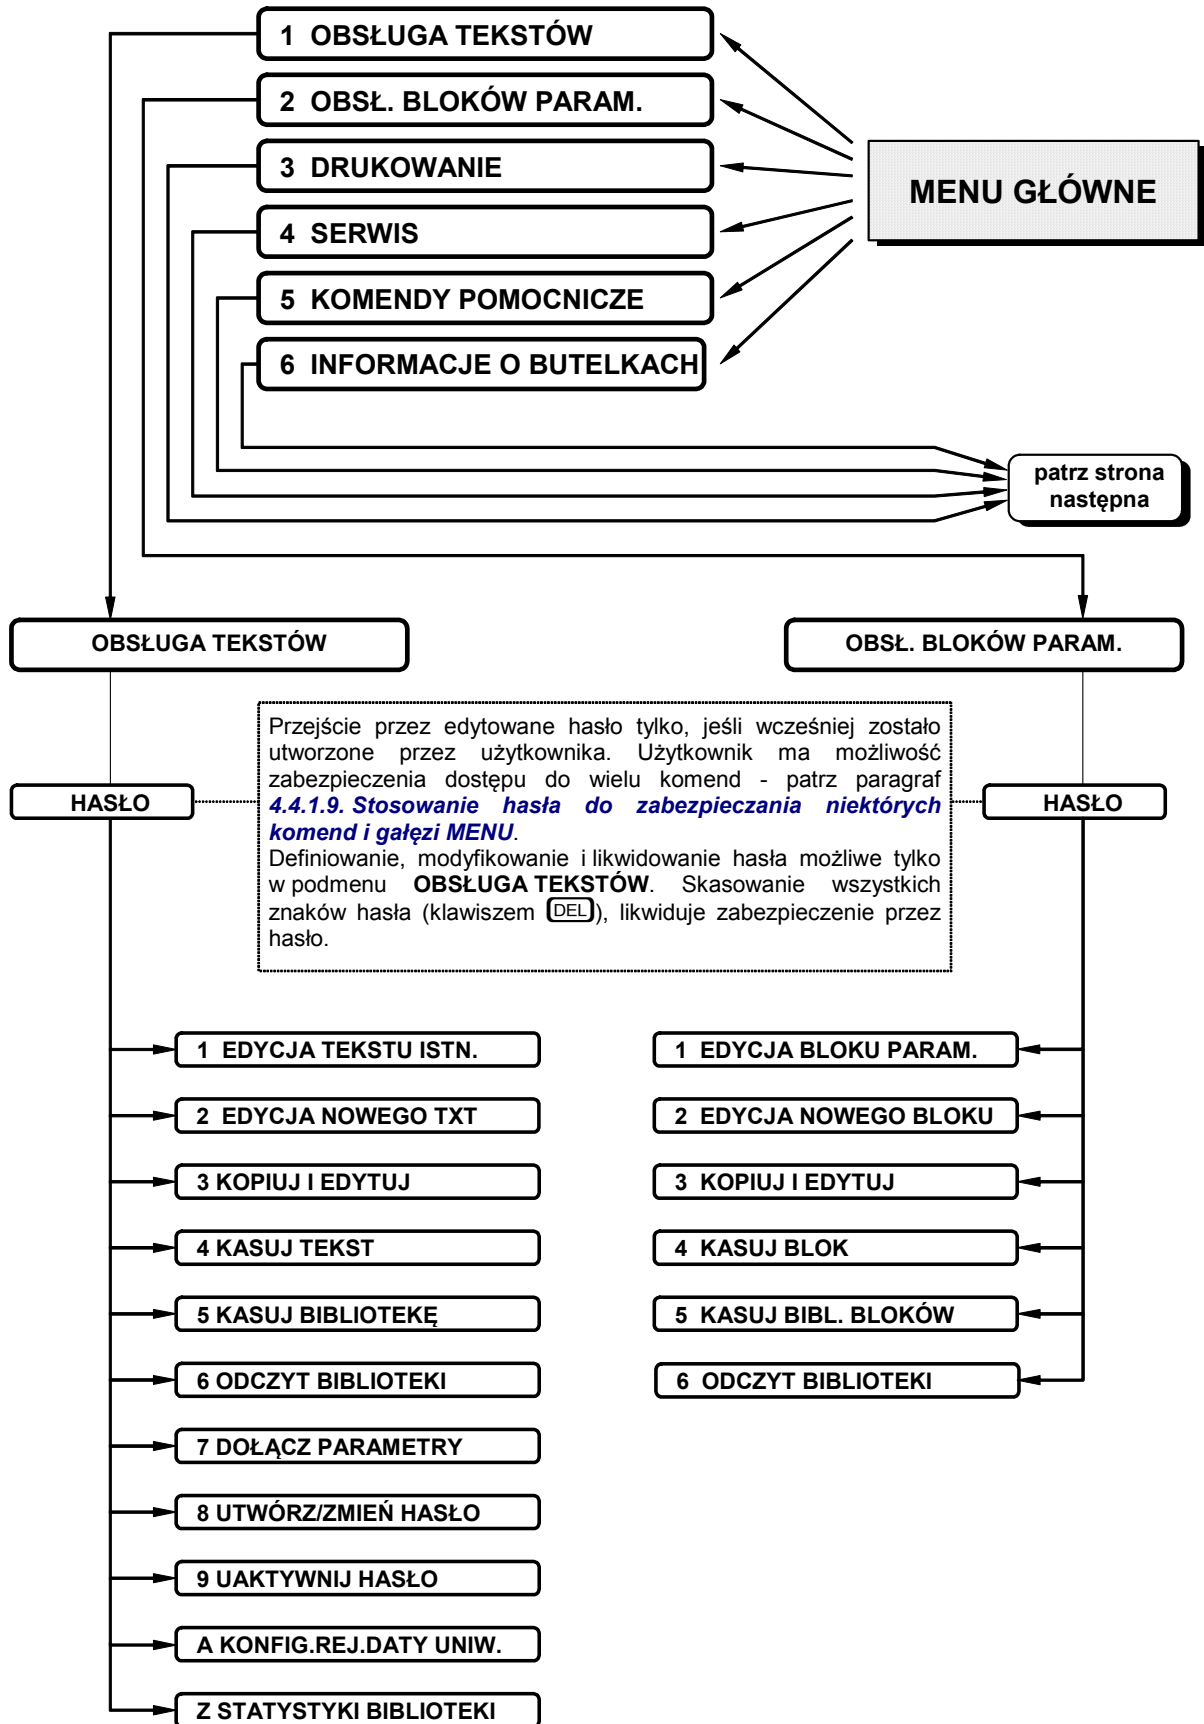 1 OBSŁUGA TEKSTÓW
2 OBSŁ. BLOKÓW PARAM.
3 DRUKOWANIE
MENU GŁÓWNE
4 SERWIS
5 KOMENDY POMOCNICZE
6 INFORMACJE O BUTELKACH
patrz strona
następna
OBSŁUGA TEKSTÓW
OBSŁ. BLOKÓW PARAM.
Przejście przez edytowane hasło tylko, jeśli wcześniej zostało
utworzone przez użytkownika. Użytkownik ma możliwość
zabezpieczenia dostępu do wielu komend - patrz paragraf
4.4.1.9. Stosowanie hasła do zabezpieczania niektórych
komend i gałęzi MENU.
Definiowanie, modyfikowanie i likwidowanie hasła możliwe tylko
w podmenu OBSŁUGA TEKSTÓW. Skasowanie wszystkich
znaków hasła (klawiszem DEL), likwiduje zabezpieczenie przez
hasło.
HASŁO
HASŁO
1 EDYCJA TEKSTU ISTN.
2 EDYCJA NOWEGO TXT
3 KOPIUJ I EDYTUJ
4 KASUJ TEKST
5 KASUJ BIBLIOTEKĘ
6 ODCZYT BIBLIOTEKI
7 DOŁĄCZ PARAMETRY
8 UTWÓRZ/ZMIEŃ HASŁO
9 UAKTYWNIJ HASŁO
A KONFIG.REJ.DATY UNIW.
Z STATYSTYKI BIBLIOTEKI
1 EDYCJA BLOKU PARAM.
2 EDYCJA NOWEGO BLOKU
3 KOPIUJ I EDYTUJ
4 KASUJ BLOK
5 KASUJ BIBL. BLOKÓW
6 ODCZYT BIBLIOTEKI